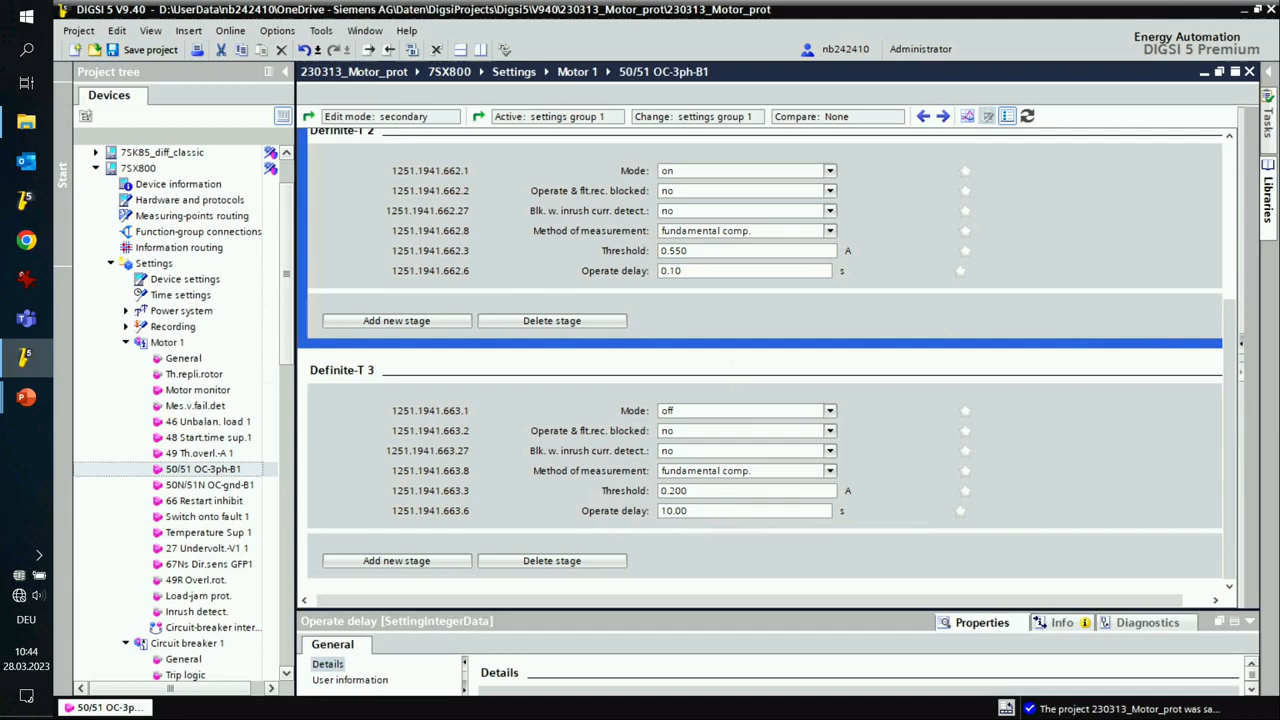 DIGSI 5 V9.40 - D:\UserData\nb242410\OneDrive - Siemens AG\Daten\DigsiProjects\Digsi5\V940\230313_Motor_prot\230313_Motor_prot
Project Edit View Insert Online Options Tools Window Help
Energy Automation
DIGSI 5 Premium
Save project
nb242410 Administrator
Project tree
230313_Motor_prot 7SX800 Settings Motor 1 50/51 OC-3ph-B1
Devices
Start
Tasks
Libraries
Edit mode: secondary
Active: settings group 1
Change: settings group 1
Compare: None
7SK85_diff_classic
7SX800
Device information
Hardware and protocols
Measuring-points routing
Function-group connections
Information routing
Settings
Device settings
Time settings
Power system
Recording
Motor 1
General
Th.repli.rotor
Motor monitor
Mes.v.fail.det
46 Unbalan. load 1
48 Start.time sup.1
49 Th.overl.-A 1
50/51 OC-3ph-B1
50N/51N OC-gnd-B1
66 Restart inhibit
Switch onto fault 1
Temperature Sup 1
27 Undervolt.-V1 1
67Ns Dir.sens GFP1
49R Overl.rot.
Load-jam prot.
Inrush detect.
Circuit-breaker inter...
Circuit breaker 1
General
Trip logic
Definite-T 2
1251.1941.662.1 Mode: on
1251.1941.662.2 Operate & flt.rec. blocked: no
1251.1941.662.27 Blk. w. inrush curr. detect.: no
1251.1941.662.8 Method of measurement: fundamental comp.
1251.1941.662.3 Threshold: 0.550 A
1251.1941.662.6 Operate delay: 0.10 s
Add new stage Delete stage
Definite-T 3
1251.1941.663.1 Mode: off
1251.1941.663.2 Operate & flt.rec. blocked: no
1251.1941.663.27 Blk. w. inrush curr. detect.: no
1251.1941.663.8 Method of measurement: fundamental comp.
1251.1941.663.3 Threshold: 0.200 A
1251.1941.663.6 Operate delay: 10.00 s
Add new stage Delete stage
Operate delay [SettingIntegerData]
Properties Info Diagnostics
General
Details
User information
Details
DEU
10:44
28.03.2023
50/51 OC-3p...
The project 230313_Motor_prot was sa...